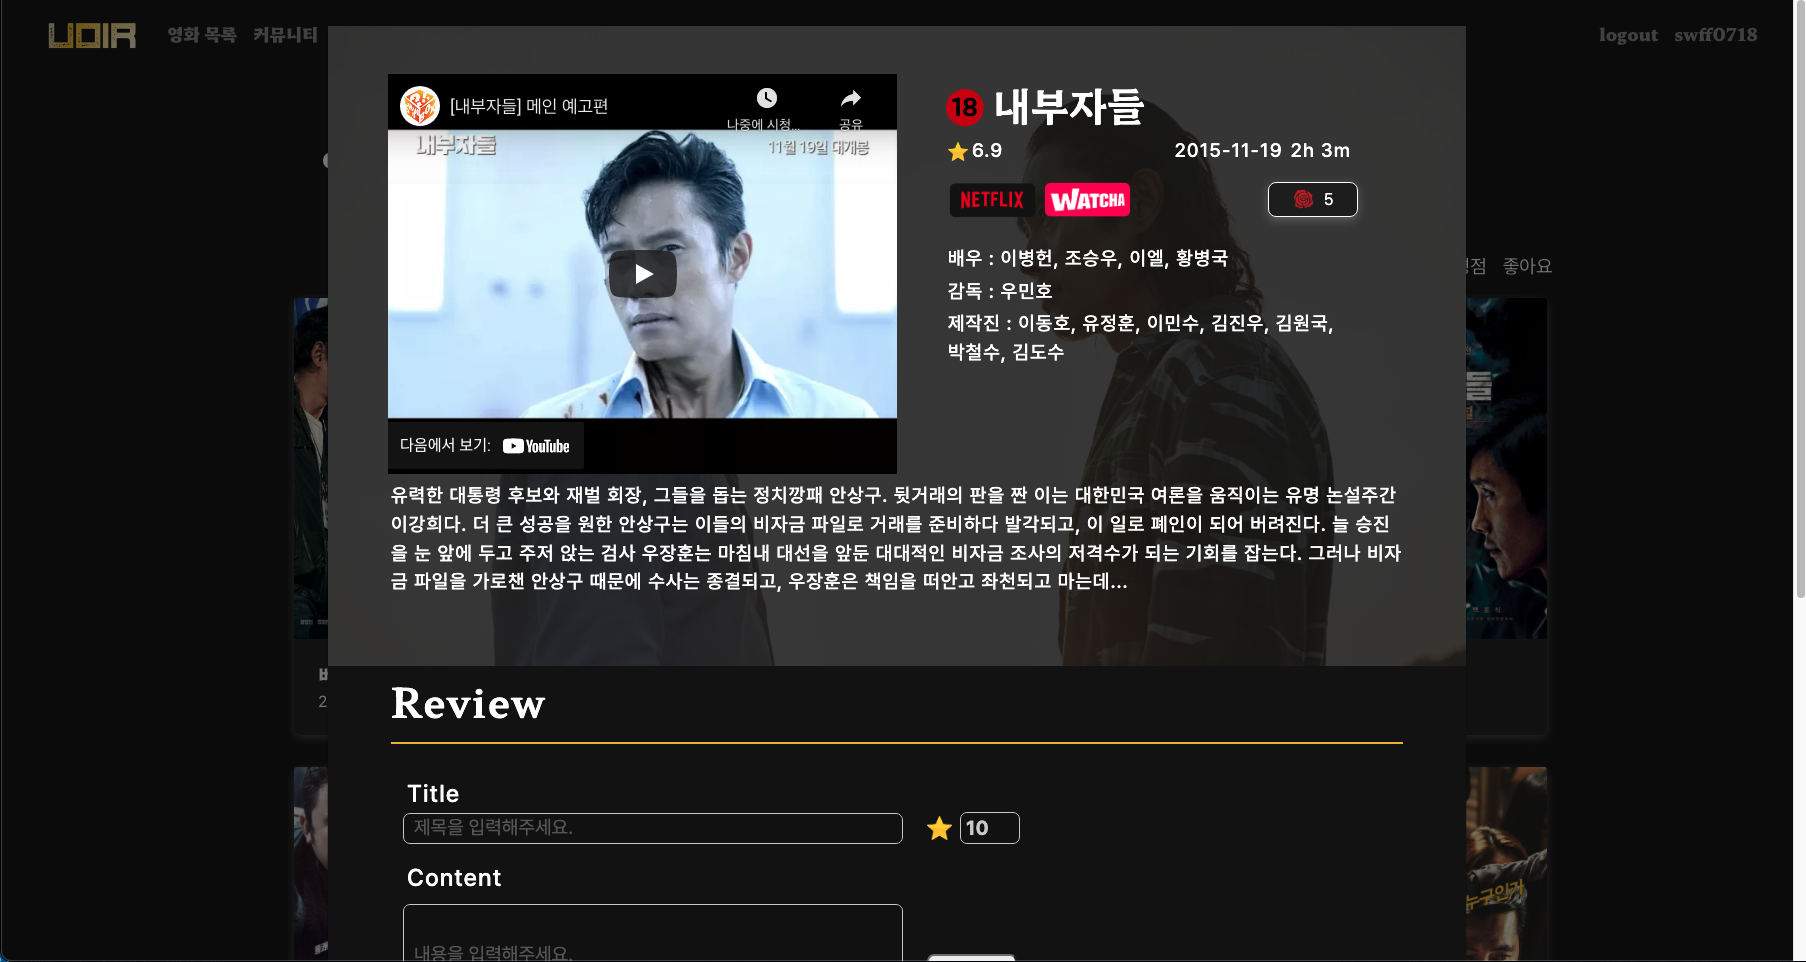 UOIR
영화 목록 커뮤니티
logout swff0718
[내부자들] 메인 예고편
나중에 시청...
공유
내부자들
11월 19일 대개봉
다음에서 보기: YouTube
18 내부자들
6.9
2015-11-19 2h 3m
NETFLIX WATCHA
5
배우 : 이병헌, 조승우, 이엘, 황병국
감독 : 우민호
제작진 : 이동호, 유정훈, 이민수, 김진우, 김원국,
박철수, 김도수
좋아요
유력한 대통령 후보와 재벌 회장, 그들을 돕는 정치깡패 안상구. 뒷거래의 판을 짠 이는 대한민국 여론을 움직이는 유명 논설주간
이강희다. 더 큰 성공을 원한 안상구는 이들의 비자금 파일로 거래를 준비하다 발각되고, 이 일로 폐인이 되어 버려진다. 늘 승진
을 눈 앞에 두고 주저 앉는 검사 우장훈는 마침내 대선을 앞둔 대대적인 비자금 조사의 저격수가 되는 기회를 잡는다. 그러나 비자
금 파일을 가로챈 안상구 때문에 수사는 종결되고, 우장훈은 책임을 떠안고 좌천되고 마는데...
Review
Title
제목을 입력해주세요.
10
Content
내용을 입력해주세요.